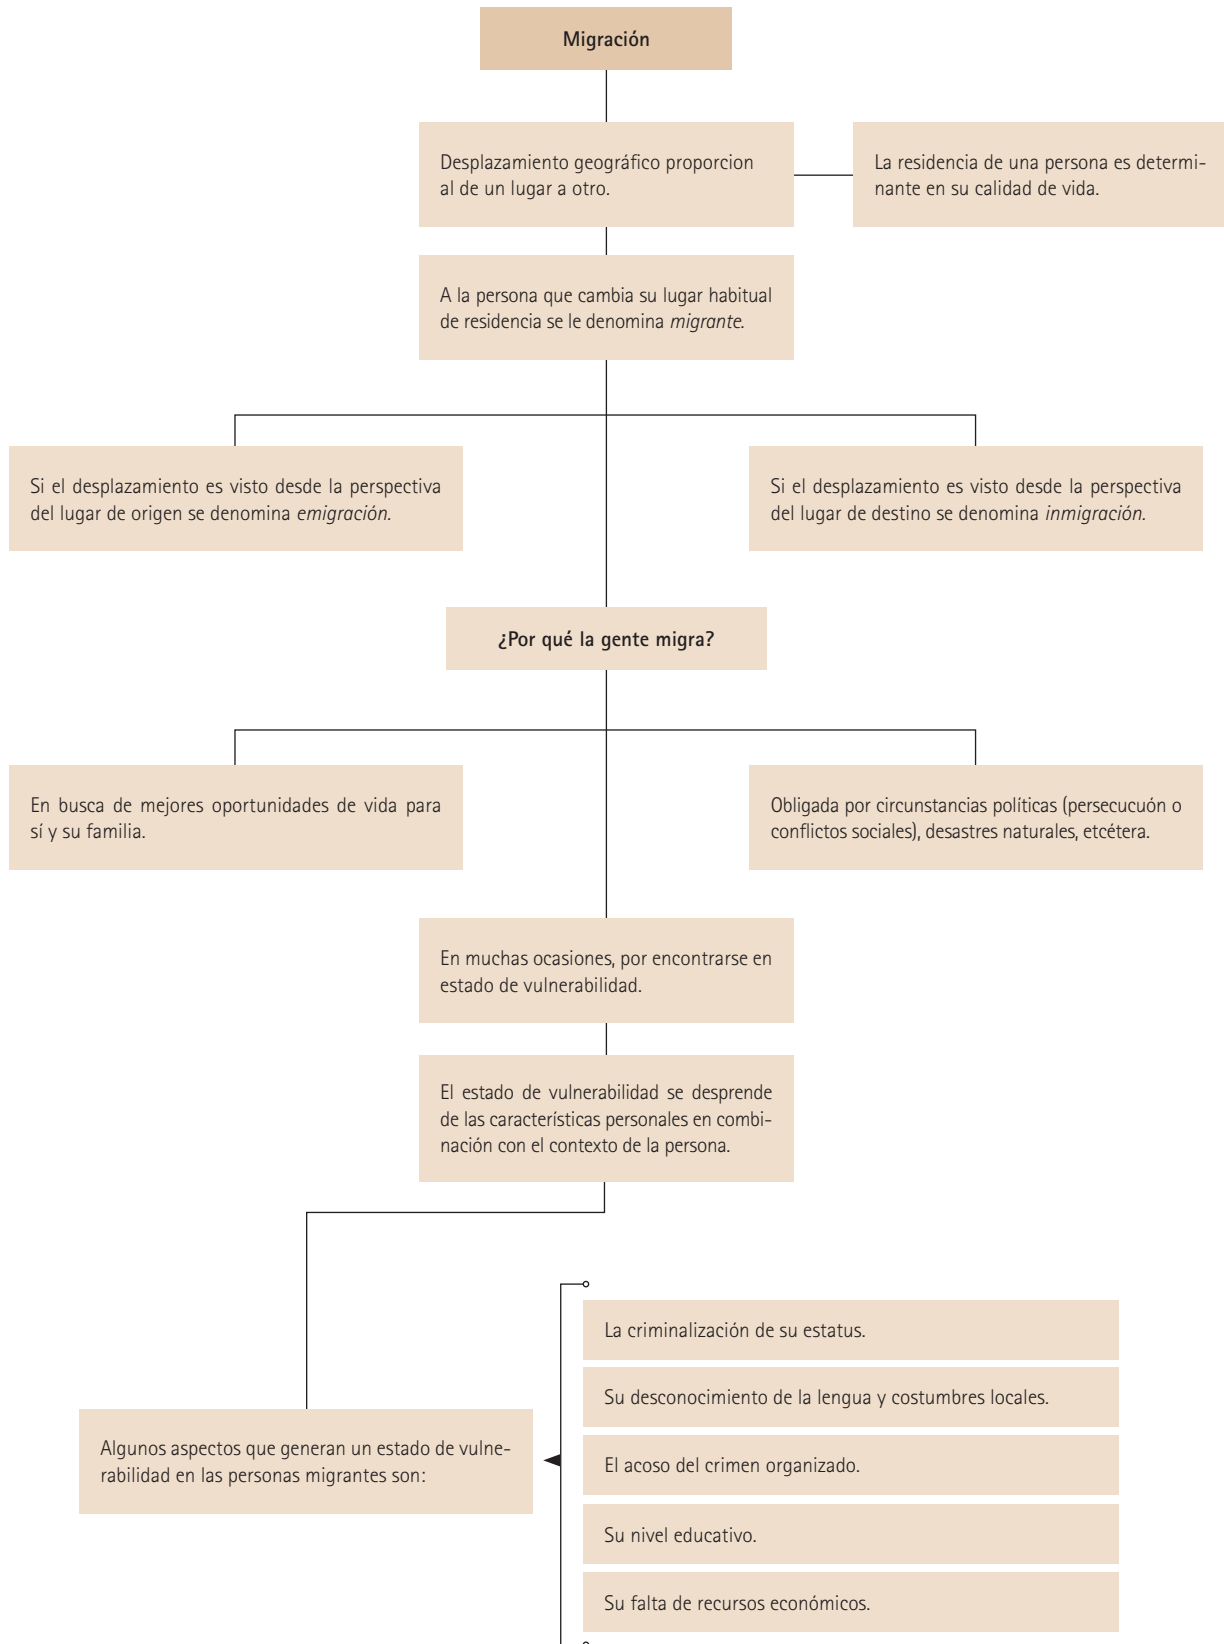 Migración
Desplazamiento geográfico proporcion
al de un lugar a otro.
La residencia de una persona es determi-
nante en su calidad de vida.
A la persona que cambia su lugar habitual
de residencia se le denomina migrante.
Si el desplazamiento es visto desde la perspectiva
del lugar de origen se denomina emigración.
Si el desplazamiento es visto desde la perspectiva
del lugar de destino se denomina inmigración.
¿Por qué la gente migra?
En busca de mejores oportunidades de vida para
sí y su familia.
Obligada por circunstancias políticas (persecucuón o
conflictos sociales), desastres naturales, etcétera.
En muchas ocasiones, por encontrarse en
estado de vulnerabilidad.
El estado de vulnerabilidad se desprende
de las características personales en combi-
nación con el contexto de la persona.
Algunos aspectos que generan un estado de vulne-
rabilidad en las personas migrantes son:
La criminalización de su estatus.
Su desconocimiento de la lengua y costumbres locales.
El acoso del crimen organizado.
Su nivel educativo.
Su falta de recursos económicos.